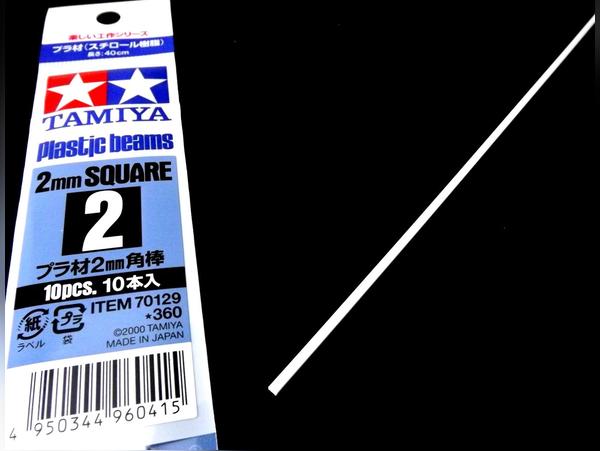 楽しい工作シリーズ
プラ材(スチロール樹脂)
長さ:40cm
TAMIYA
Plastic beams
2mm SQUARE
2
プラ材2mm角棒
10pcs. 10本入
ITEM 70129
★360
紙
プラ
ラベル
袋
©2000 TAMIYA
MADE IN JAPAN
4 950344 960415